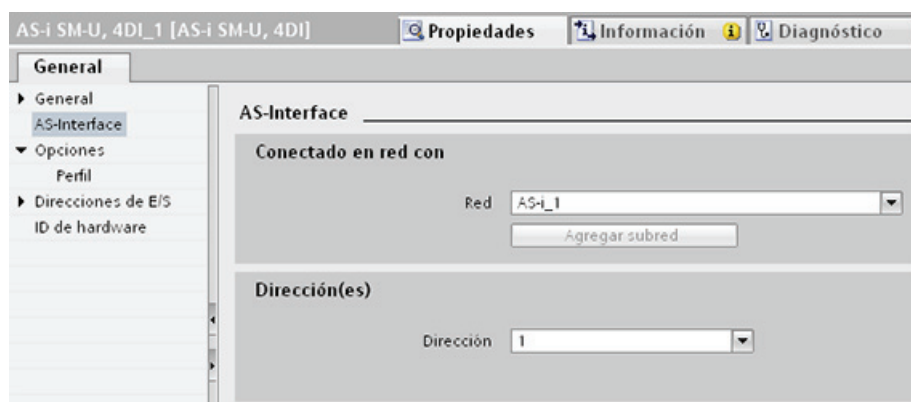 AS-i SM-U, 4DI_1 [AS-i SM-U, 4DI]
Propiedades
Información
Diagnóstico
General
General
AS-Interface
Opciones
Perfil
Direcciones de E/S
ID de hardware
AS-Interface
Conectado en red con
Red AS-i_1
Agregar subred
Dirección(es)
Dirección 1